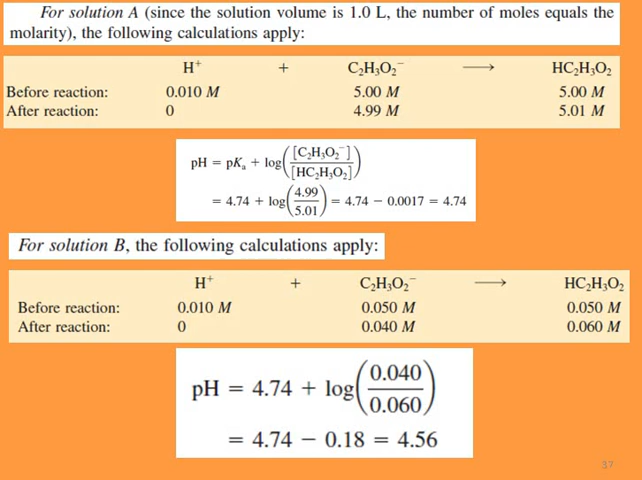 For solution A (since the solution volume is 1.0 L, the number of moles equals the
molarity), the following calculations apply:
H⁺ + C₂H₃O₂⁻ ⟶ HC₂H₃O₂
Before reaction: 0.010 M 5.00 M 5.00 M
After reaction: 0 4.99 M 5.01 M
pH = pKₐ + log([C₂H₃O₂⁻]/[HC₂H₃O₂])
= 4.74 + log(4.99/5.01) = 4.74 − 0.0017 = 4.74
For solution B, the following calculations apply:
H⁺ + C₂H₃O₂⁻ ⟶ HC₂H₃O₂
Before reaction: 0.010 M 0.050 M 0.050 M
After reaction: 0 0.040 M 0.060 M
pH = 4.74 + log(0.040/0.060)
= 4.74 − 0.18 = 4.56
37